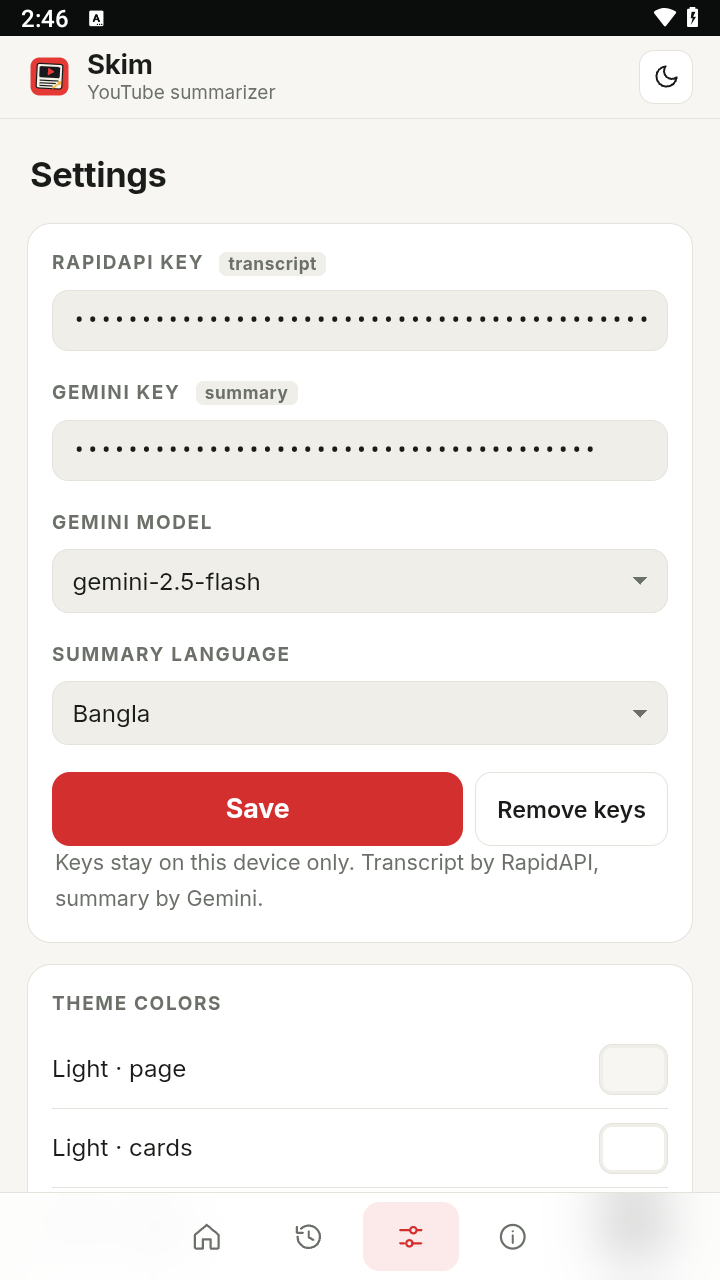 2:46
A
Skim
YouTube summarizer
Settings
RAPIDAPI KEY transcript
••••••••••••••••••••••••••••••••••••••••••••
GEMINI KEY summary
•••••••••••••••••••••••••••••••••••••••
GEMINI MODEL
gemini-2.5-flash
SUMMARY LANGUAGE
Bangla
Save Remove keys
Keys stay on this device only. Transcript by RapidAPI,
summary by Gemini.
THEME COLORS
Light · page
Light · cards